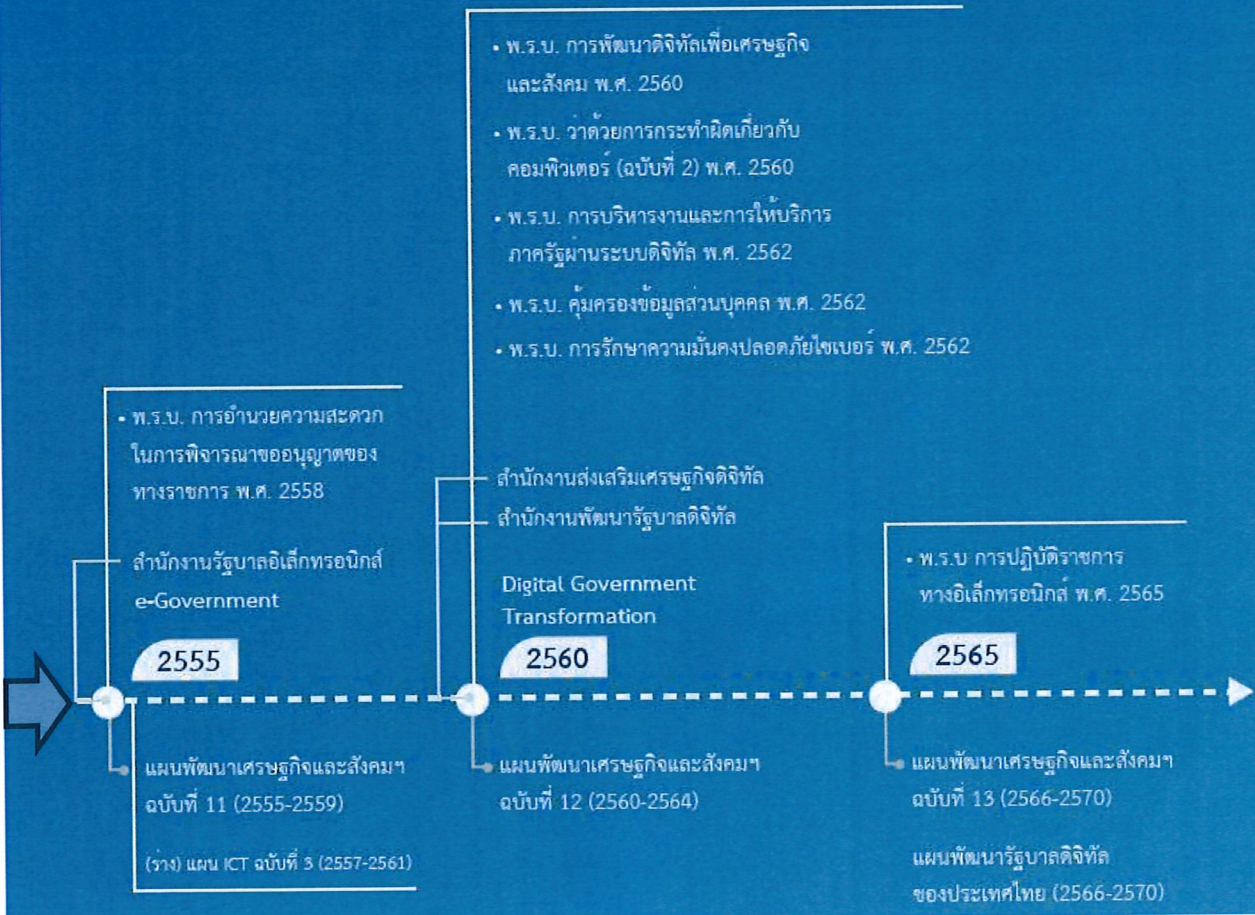 • พ.ร.บ. การพัฒนาดิจิทัลเพื่อเศรษฐกิจ
และสังคม พ.ศ. 2560
• พ.ร.บ. ว่าด้วยการกระทำผิดเกี่ยวกับ
คอมพิวเตอร์ (ฉบับที่ 2) พ.ศ. 2560
• พ.ร.บ. การบริหารงานและการให้บริการ
ภาครัฐผ่านระบบดิจิทัล พ.ศ. 2562
• พ.ร.บ. คุ้มครองข้อมูลส่วนบุคคล พ.ศ. 2562
• พ.ร.บ. การรักษาความมั่นคงปลอดภัยไซเบอร์ พ.ศ. 2562
• พ.ร.บ. การอำนวยความสะดวก
ในการพิจารณาขออนุญาตของ
ทางราชการ พ.ศ. 2558
สำนักงานรัฐบาลอิเล็กทรอนิกส์
e-Government
2555
สำนักงานส่งเสริมเศรษฐกิจดิจิทัล
สำนักงานพัฒนารัฐบาลดิจิทัล
Digital Government
Transformation
2560
• พ.ร.บ การปฏิบัติราชการ
ทางอิเล็กทรอนิกส์ พ.ศ. 2565
2565
แผนพัฒนาเศรษฐกิจและสังคมฯ
ฉบับที่ 11 (2555-2559)
(ร่าง) แผน ICT ฉบับที่ 3 (2557-2561)
แผนพัฒนาเศรษฐกิจและสังคมฯ
ฉบับที่ 12 (2560-2564)
แผนพัฒนาเศรษฐกิจและสังคมฯ
ฉบับที่ 13 (2566-2570)
แผนพัฒนารัฐบาลดิจิทัล
ของประเทศไทย (2566-2570)